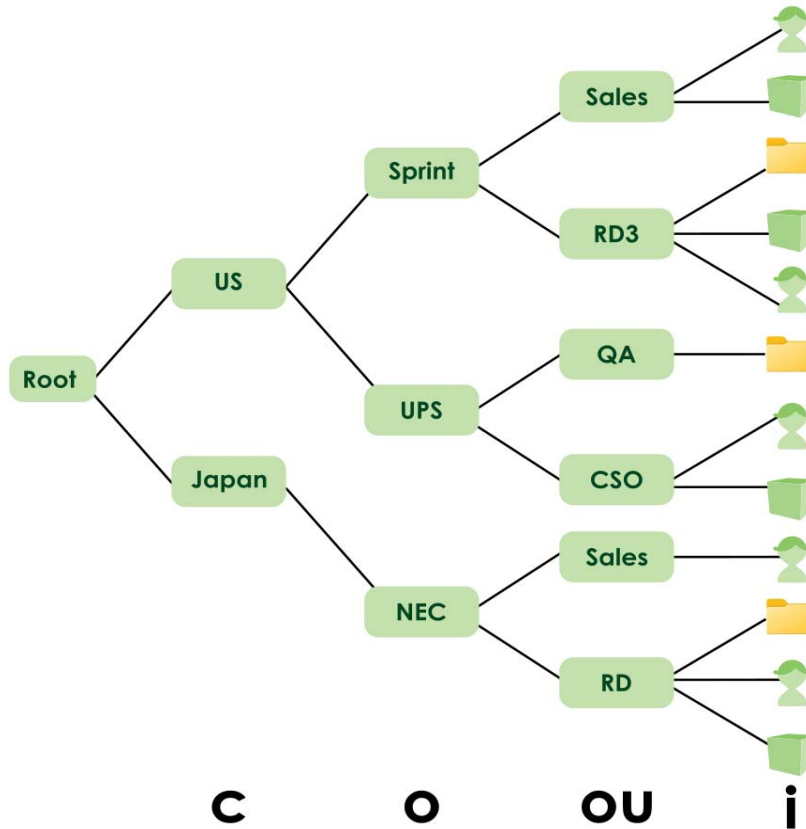 Sales
Sprint
RD3
US
QA
Root
UPS
Japan
CSO
Sales
NEC
RD
C O OU i